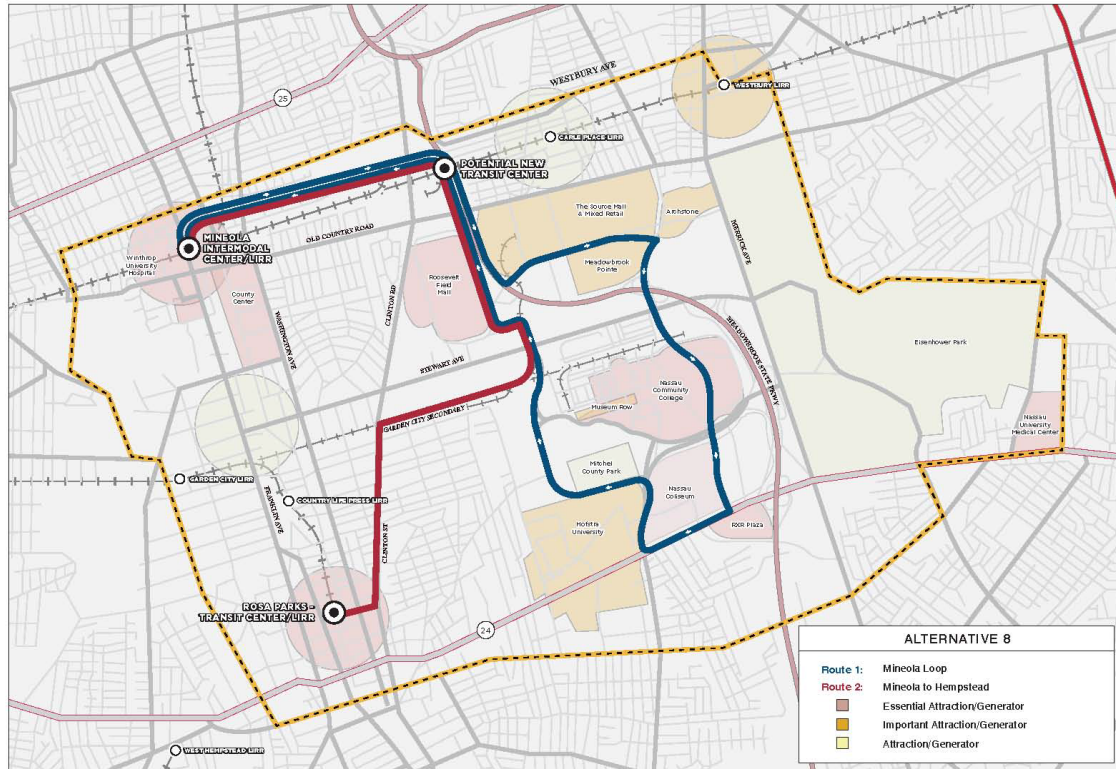 WESTBURY AVE
WESTBURY LIRR
25
CARLE PLACE LIRR
POTENTIAL NEW
TRANSIT CENTER
The Source Mall
& Mixed Retail
Archstone
OLD COUNTRY ROAD
MERRICK AVE
MINEOLA
INTERMODAL
CENTER/LIRR
Winthrop
University
Hospital
Meadowbrook
Pointe
Roosevelt
Field
Mall
County
Center
CLINTON RD
WASHINGTON AVE
MEADOWBROOK STATE PKWY
Eisenhower Park
STEWART AVE
Nassau
Community
College
Museum Row
GARDEN CITY SECONDARY
Nassau
University
Medical Center
Mitchel
County Park
GARDEN CITY LIRR
COUNTRY LIFE PRESS LIRR
FRANKLIN AVE
Nassau
Coliseum
RXR Plaza
Hofstra
University
CLINTON ST
ROSA PARKS -
TRANSIT CENTER/LIRR
24
WEST HEMPSTEAD LIRR
ALTERNATIVE 8
Route 1: Mineola Loop
Route 2: Mineola to Hempstead
Essential Attraction/Generator
Important Attraction/Generator
Attraction/Generator